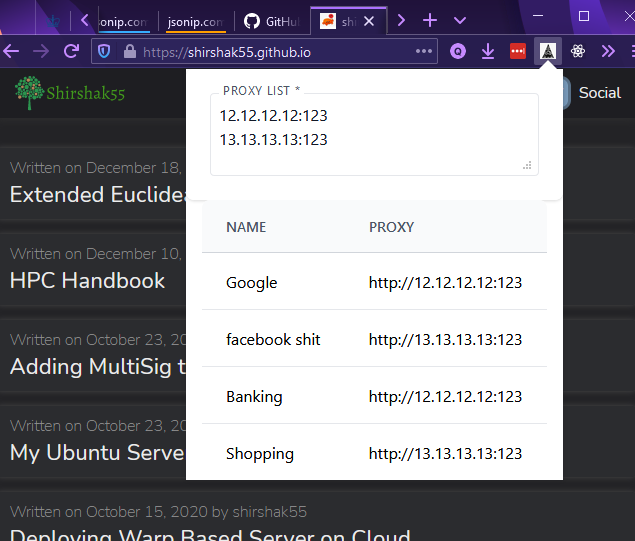 jsonip.com
jsonip.com
GitHu
shi
https://shirshak55.github.io
Shirshak55
Social
PROXY LIST *
12.12.12.12:123
13.13.13.13:123
NAME PROXY
Google http://12.12.12.12:123
facebook shit http://13.13.13.13:123
Banking http://12.12.12.12:123
Shopping http://13.13.13.13:123
Written on December 18,
Extended Euclidea
Written on December 10,
HPC Handbook
Written on October 23, 20
Adding MultiSig t
Written on October 23, 20
My Ubuntu Serve
Written on October 15, 2020 by shirshak55
Deploying Warp Based Server on Cloud